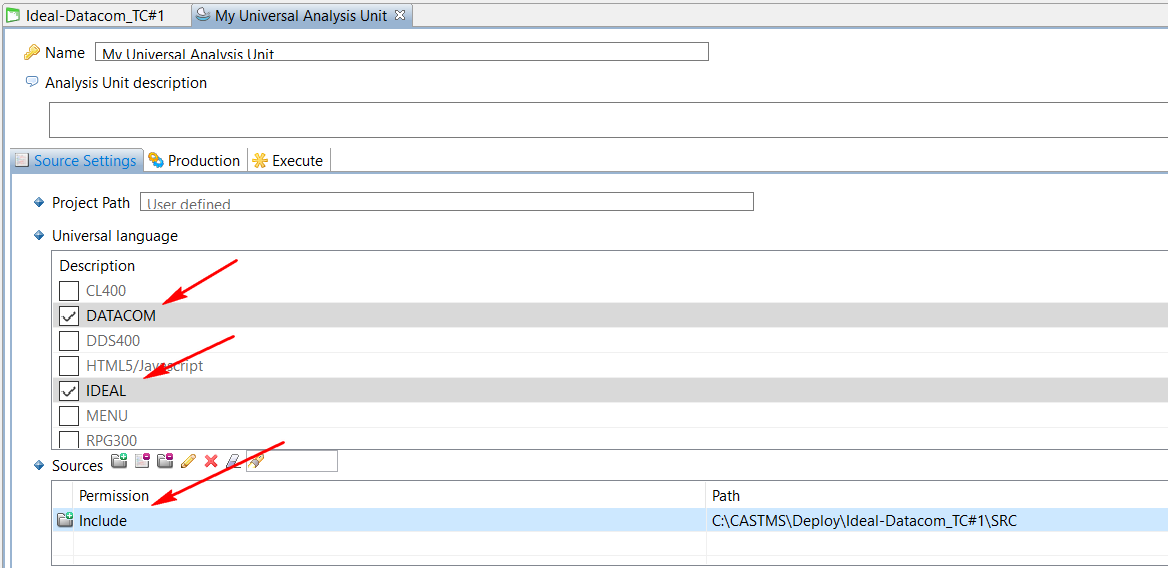 Ideal-Datacom_TC#1 My Universal Analysis Unit
Name My Universal Analysis Unit
Analysis Unit description
Source Settings Production Execute
Project Path User defined
Universal language
Description
CL400
DATACOM
DDS400
HTML5/Javascript
IDEAL
MENU
RPG300
Sources
Permission Path
Include C:\CASTMS\Deploy\Ideal-Datacom_TC#1\SRC